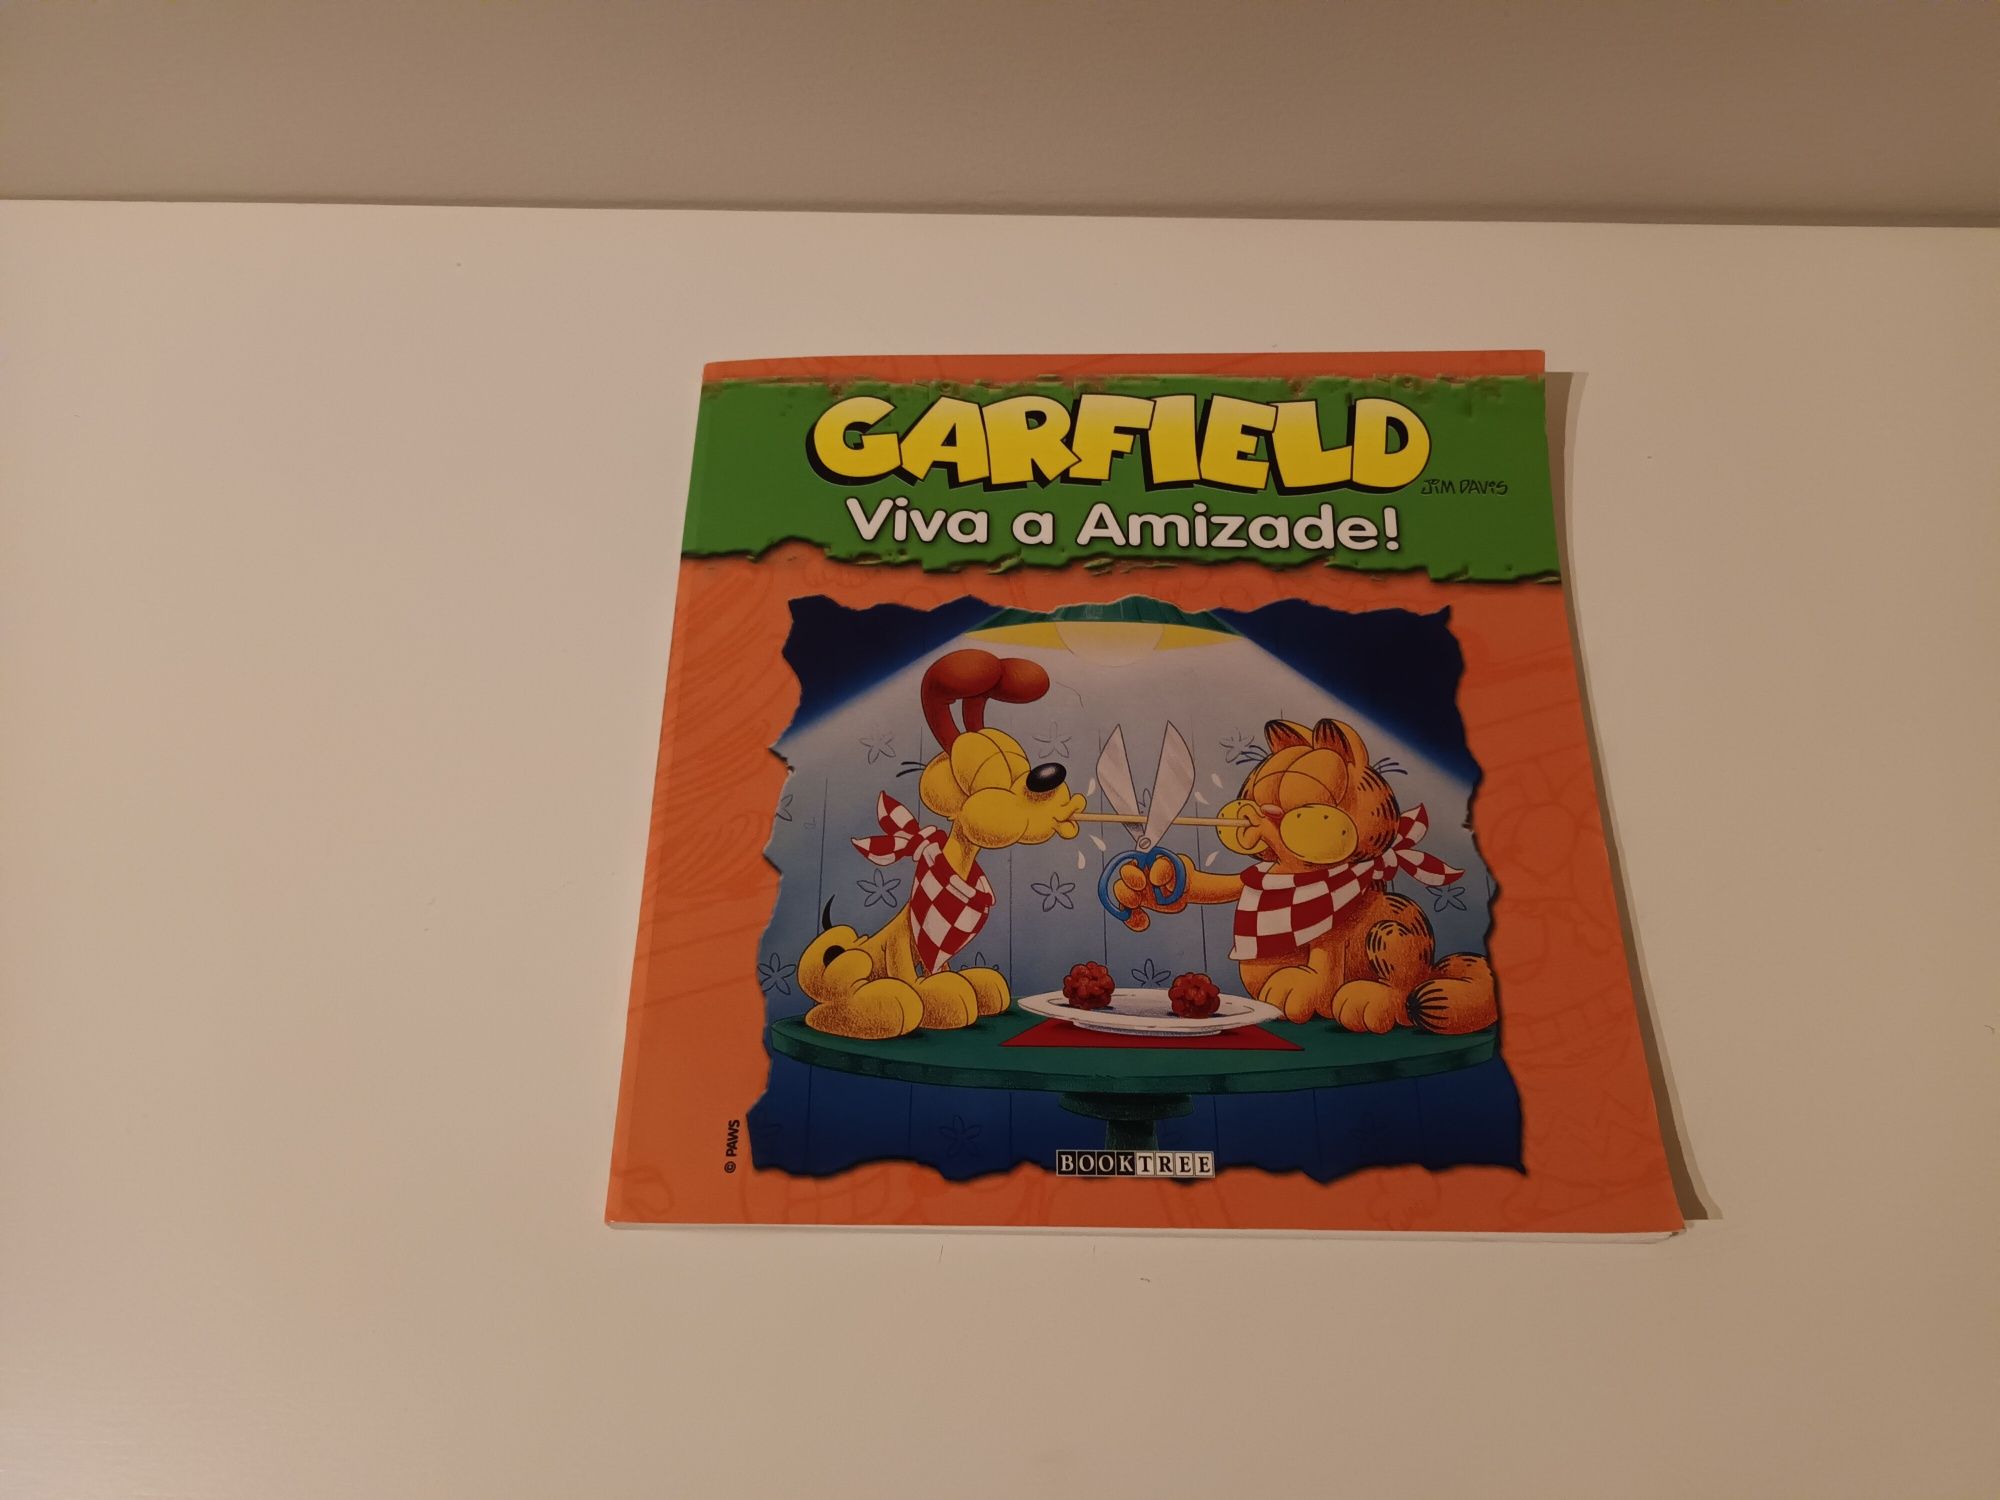 GARFIELD
JIM DAVIS
Viva a Amizade!
© PAWS
BOOKTREE